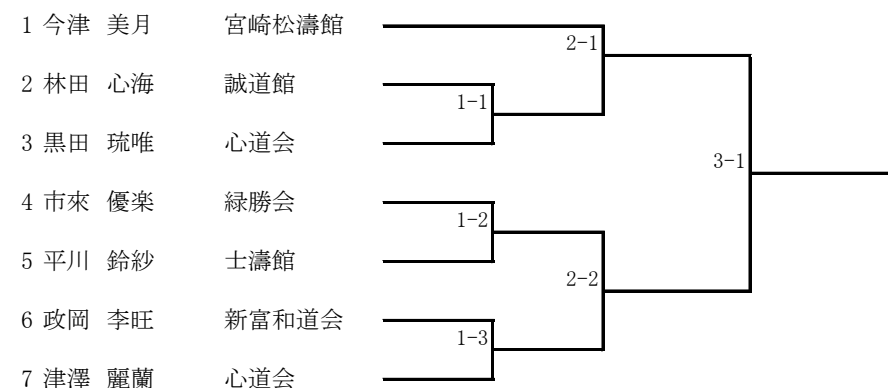 1 今津 美月 宮崎松濤館
2-1
2 林田 心海 誠道館
1-1
3 黒田 琉唯 心道会
3-1
4 市來 優楽 緑勝会
1-2
5 平川 鈴紗 士濤館
2-2
6 政岡 李旺 新富和道会
1-3
7 津澤 麗蘭 心道会